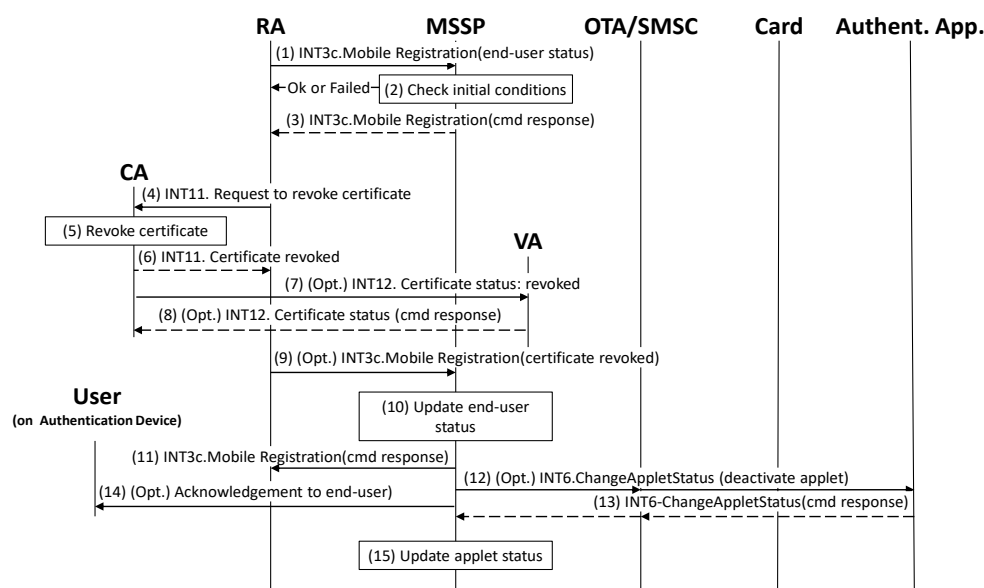 RA MSSP OTA/SMSC Card Authent. App.
(1) INT3c.Mobile Registration(end-user status)
Ok or Failed
(2) Check initial conditions
(3) INT3c.Mobile Registration(cmd response)
CA
(4) INT11. Request to revoke certificate
(5) Revoke certificate
VA
(6) INT11. Certificate revoked
(7) (Opt.) INT12. Certificate status: revoked
(8) (Opt.) INT12. Certificate status (cmd response)
(9) (Opt.) INT3c.Mobile Registration(certificate revoked)
User
(on Authentication Device)
(10) Update end-user
status
(11) INT3c.Mobile Registration(cmd response)
(12) (Opt.) INT6.ChangeAppletStatus (deactivate applet)
(14) (Opt.) Acknowledgement to end-user)
(13) INT6-ChangeAppletStatus(cmd response)
(15) Update applet status